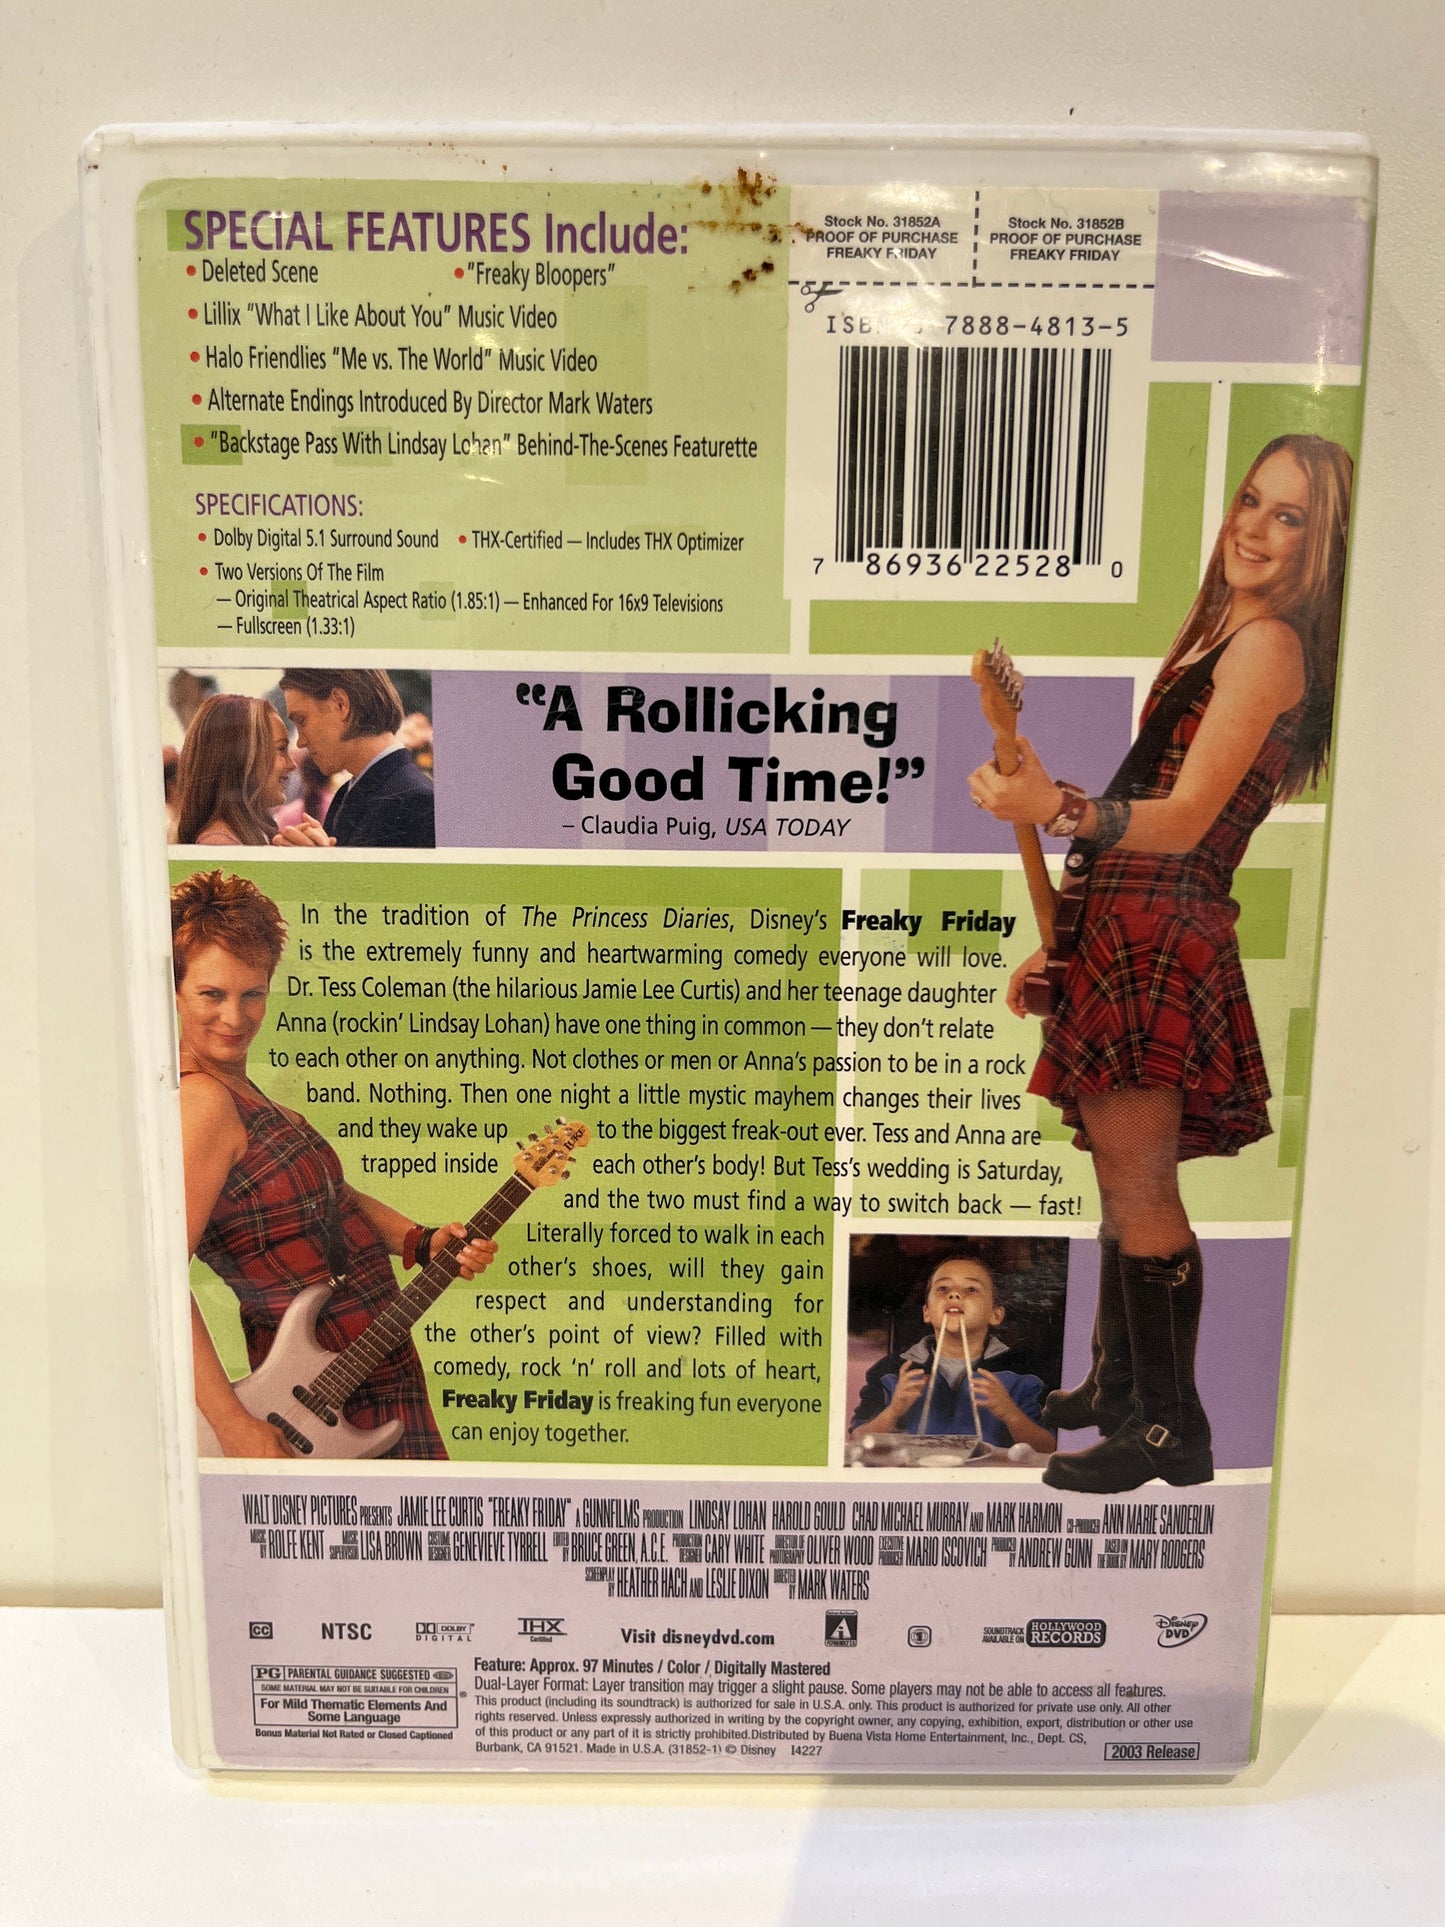 SPECIAL FEATURES Include:
• Deleted Scene • "Freaky Bloopers"
• Lillix "What I Like About You" Music Video
• Halo Friendlies "Me vs. The World" Music Video
• Alternate Endings Introduced By Director Mark Waters
• "Backstage Pass With Lindsay Lohan" Behind-The-Scenes Featurette
SPECIFICATIONS:
• Dolby Digital 5.1 Surround Sound • THX-Certified — Includes THX Optimizer
• Two Versions Of The Film
— Original Theatrical Aspect Ratio (1.85:1) — Enhanced For 16x9 Televisions
— Fullscreen (1.33:1)
Stock No. 31852A
PROOF OF PURCHASE
FREAKY FRIDAY
Stock No. 31852B
PROOF OF PURCHASE
FREAKY FRIDAY
7888-4813-5
7 86936 22528 0
“A Rollicking
Good Time!”
– Claudia Puig, USA TODAY
In the tradition of The Princess Diaries, Disney's Freaky Friday
is the extremely funny and heartwarming comedy everyone will love.
Dr. Tess Coleman (the hilarious Jamie Lee Curtis) and her teenage daughter
Anna (rockin' Lindsay Lohan) have one thing in common — they don't relate
to each other on anything. Not clothes or men or Anna's passion to be in a rock
band. Nothing. Then one night a little mystic mayhem changes their lives
and they wake up to the biggest freak-out ever. Tess and Anna are
trapped inside each other's body! But Tess's wedding is Saturday,
and the two must find a way to switch back — fast!
Literally forced to walk in each
other's shoes, will they gain
respect and understanding for
the other's point of view? Filled with
comedy, rock 'n' roll and lots of heart,
Freaky Friday is freaking fun everyone
can enjoy together.
WALT DISNEY PICTURES PRESENTS JAMIE LEE CURTIS "FREAKY FRIDAY" A GUNNFILMS PRODUCTION LINDSAY LOHAN HAROLD GOULD CHAD MICHAEL MURRAY AND MARK HARMON CO-PRODUCER ANN MARIE SANDERLIN
MUSIC BY ROLFE KENT MUSIC SUPERVISION LISA BROWN COSTUME DESIGNER GENEVIEVE TYRRELL EDITED BY BRUCE GREEN, A.C.E. PRODUCTION DESIGNER CARY WHITE DIRECTOR OF PHOTOGRAPHY OLIVER WOOD EXECUTIVE PRODUCER MARIO ISCOVICH PRODUCED BY ANDREW GUNN BASED ON THE BOOK BY MARY RODGERS
SCREENPLAY BY HEATHER HACH AND LESLIE DIXON DIRECTED BY MARK WATERS
CC NTSC DOLBY DIGITAL THX Certified Visit disneydvd.com 1 SOUNDTRACK AVAILABLE ON HOLLYWOOD RECORDS Disney DVD
PG PARENTAL GUIDANCE SUGGESTED
SOME MATERIAL MAY NOT BE SUITABLE FOR CHILDREN ®
For Mild Thematic Elements And
Some Language
Bonus Material Not Rated or Closed Captioned
Feature: Approx. 97 Minutes / Color / Digitally Mastered
Dual-Layer Format: Layer transition may trigger a slight pause. Some players may not be able to access all features.
This product (including its soundtrack) is authorized for sale in U.S.A. only. This product is authorized for private use only. All other
rights reserved. Unless expressly authorized in writing by the copyright owner, any copying, exhibition, export, distribution or other use
of this product or any part of it is strictly prohibited.Distributed by Buena Vista Home Entertainment, Inc., Dept. CS,
Burbank, CA 91521. Made in U.S.A. (31852-1) © Disney I4227
2003 Release